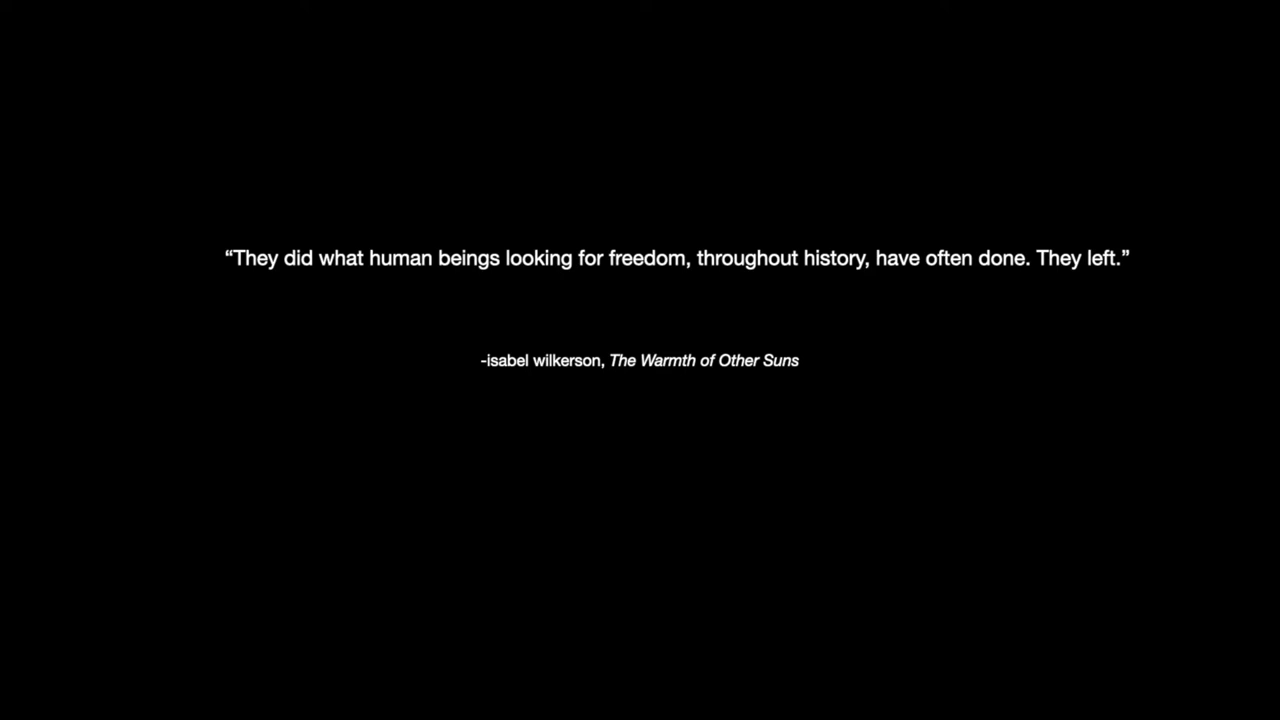 “They did what human beings looking for freedom, throughout history, have often done. They left.”
-isabel wilkerson, The Warmth of Other Suns